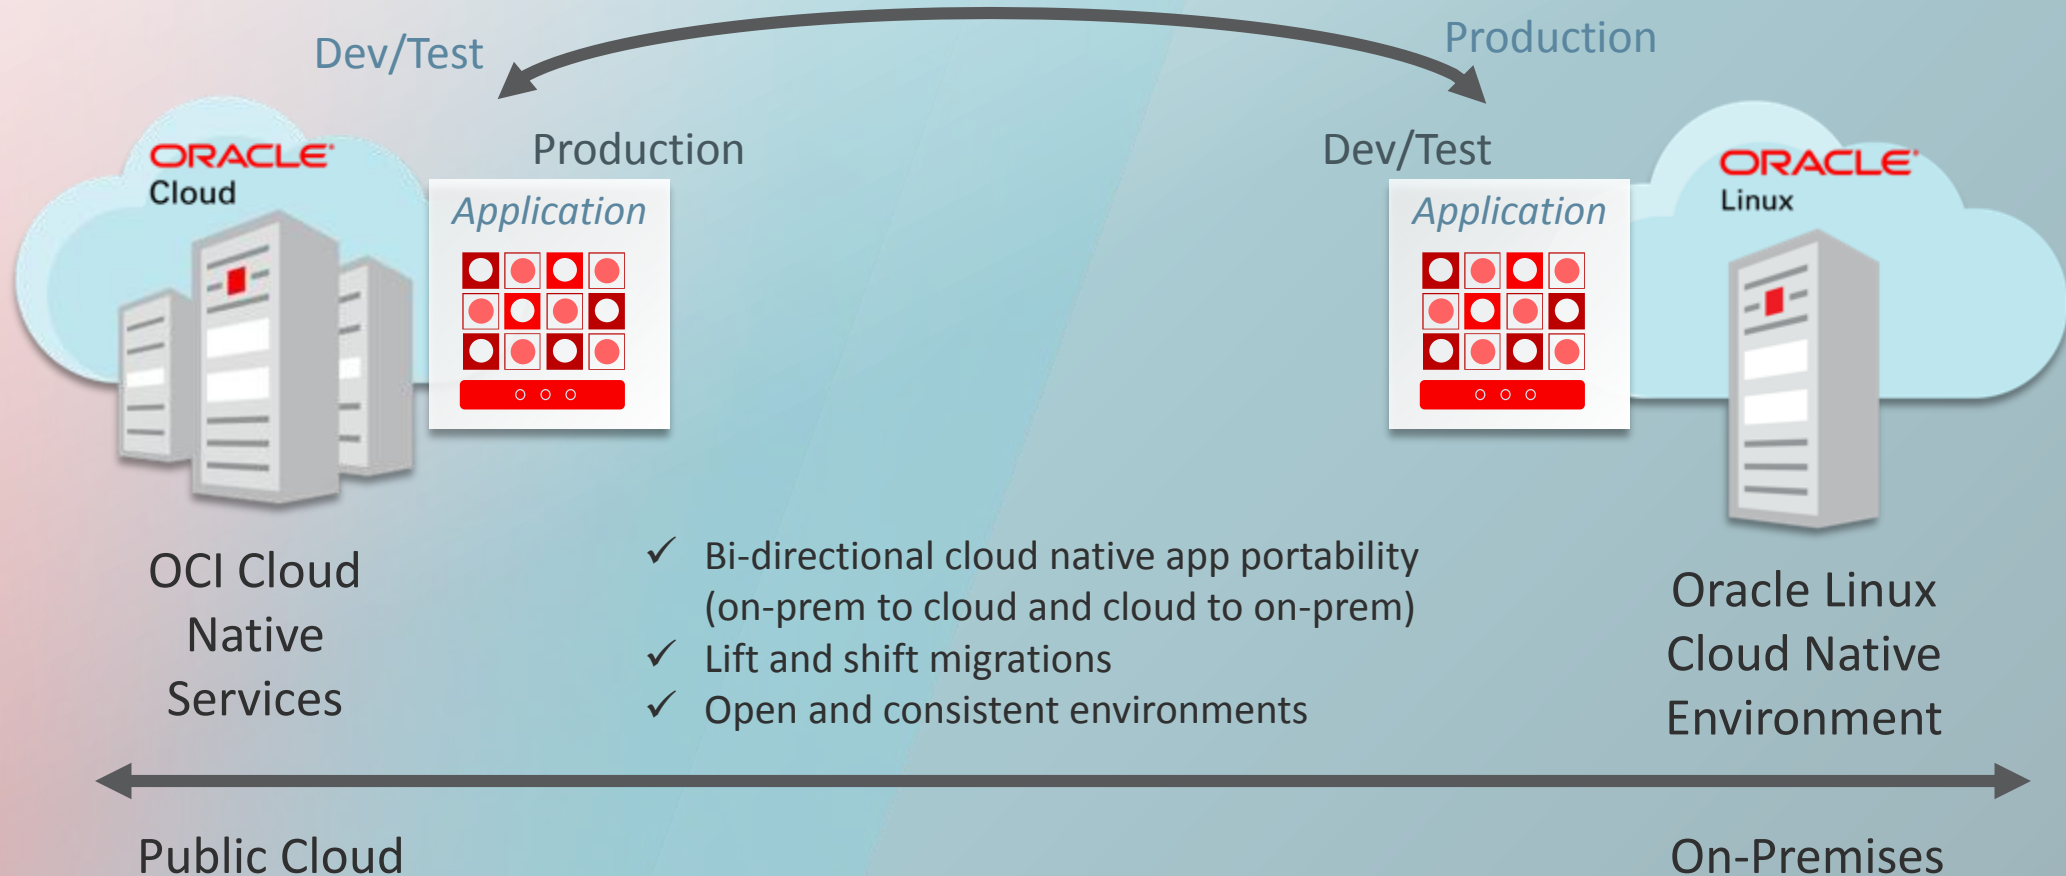 Dev/Test
Production
Production
Dev/Test
ORACLE
Cloud
Application
Application
ORACLE
Linux
OCI Cloud
Native
Services
✓ Bi-directional cloud native app portability
(on-prem to cloud and cloud to on-prem)
✓ Lift and shift migrations
✓ Open and consistent environments
Oracle Linux
Cloud Native
Environment
Public Cloud
On-Premises